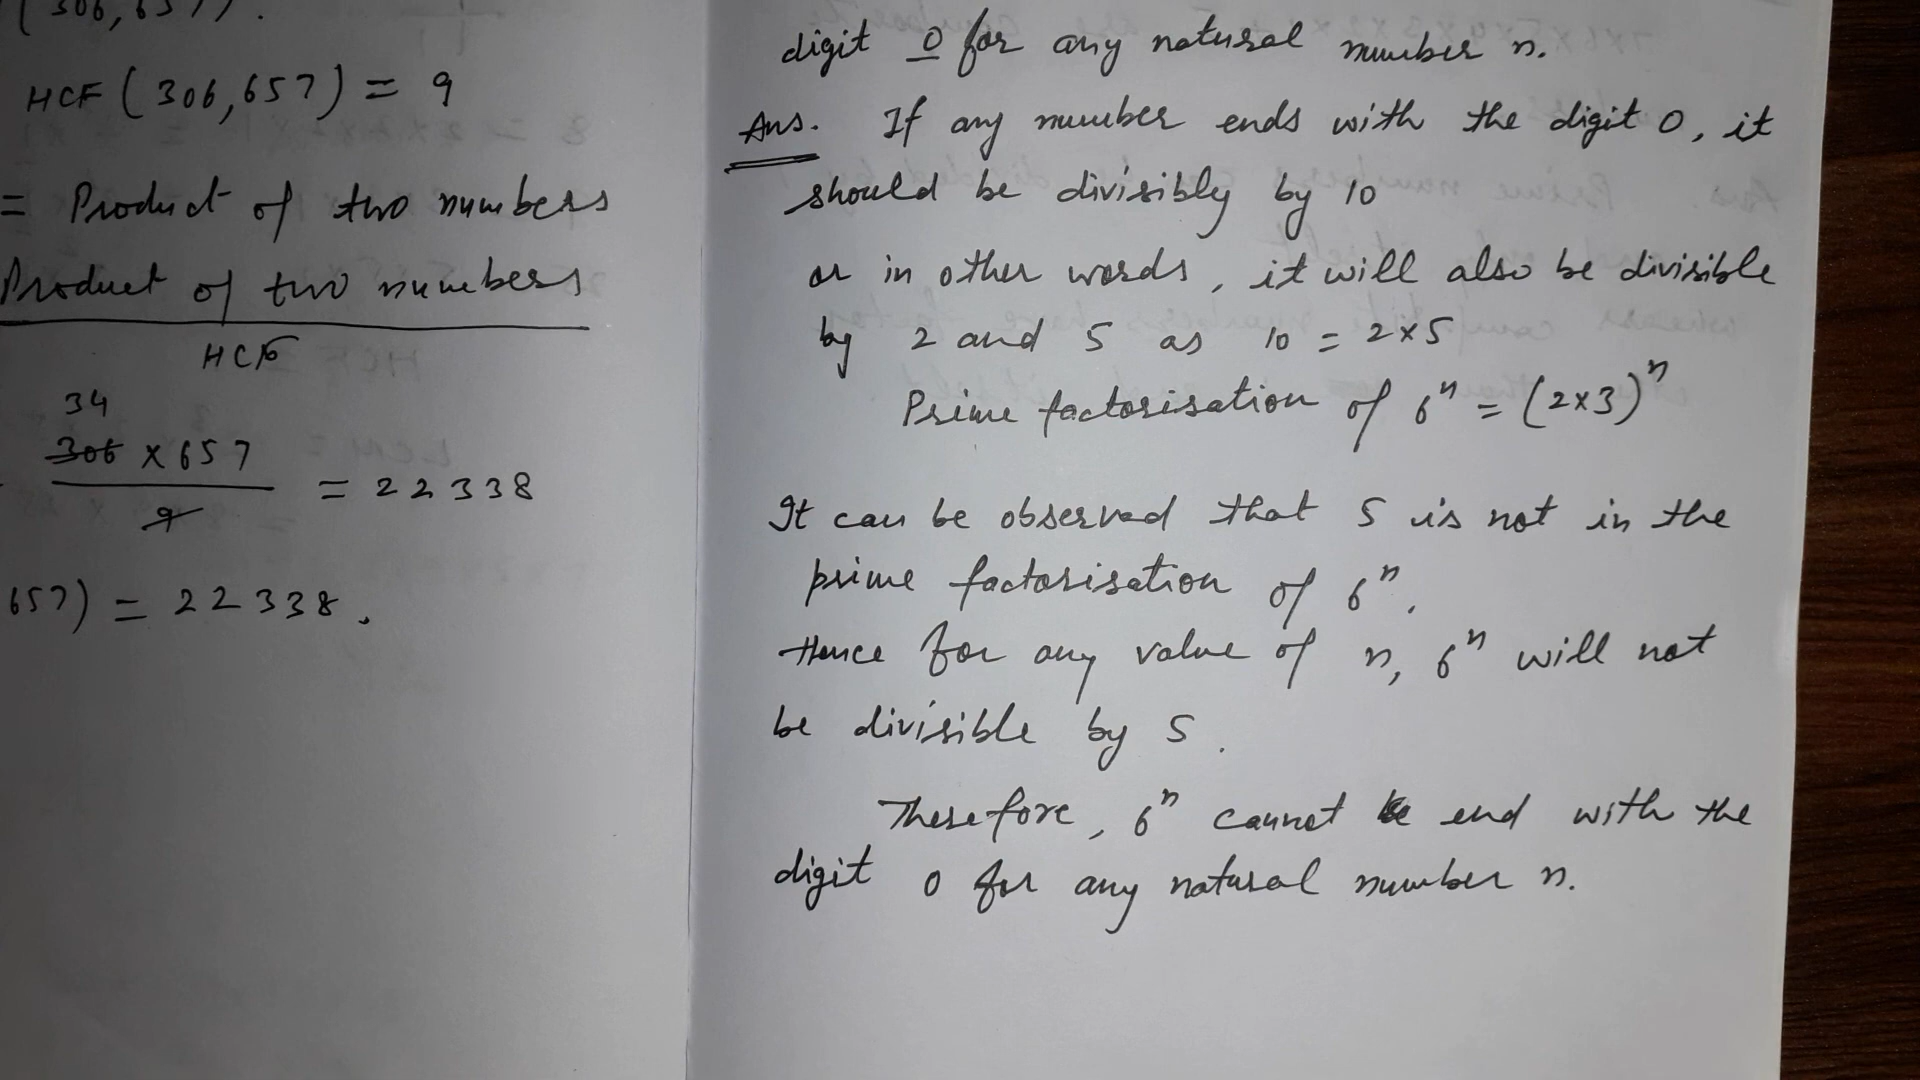 (306,657).
HCF (306,657) = 9
= Product of two numbers
Product of two numbers
HCF
34
306 x 657
9
= 22338
657) = 22338.
digit 0 for any natural number n.
Ans. If any number ends with the digit 0, it
should be divisibly by 10
or in other words, it will also be divisible
by 2 and 5 as 10 = 2x5
Prime factorisation of 6ⁿ = (2x3)ⁿ
It can be observed that 5 is not in the
prime factorisation of 6ⁿ.
Hence for any value of n, 6ⁿ will not
be divisible by 5.
Therefore, 6ⁿ cannot end with the
digit 0 for any natural number n.